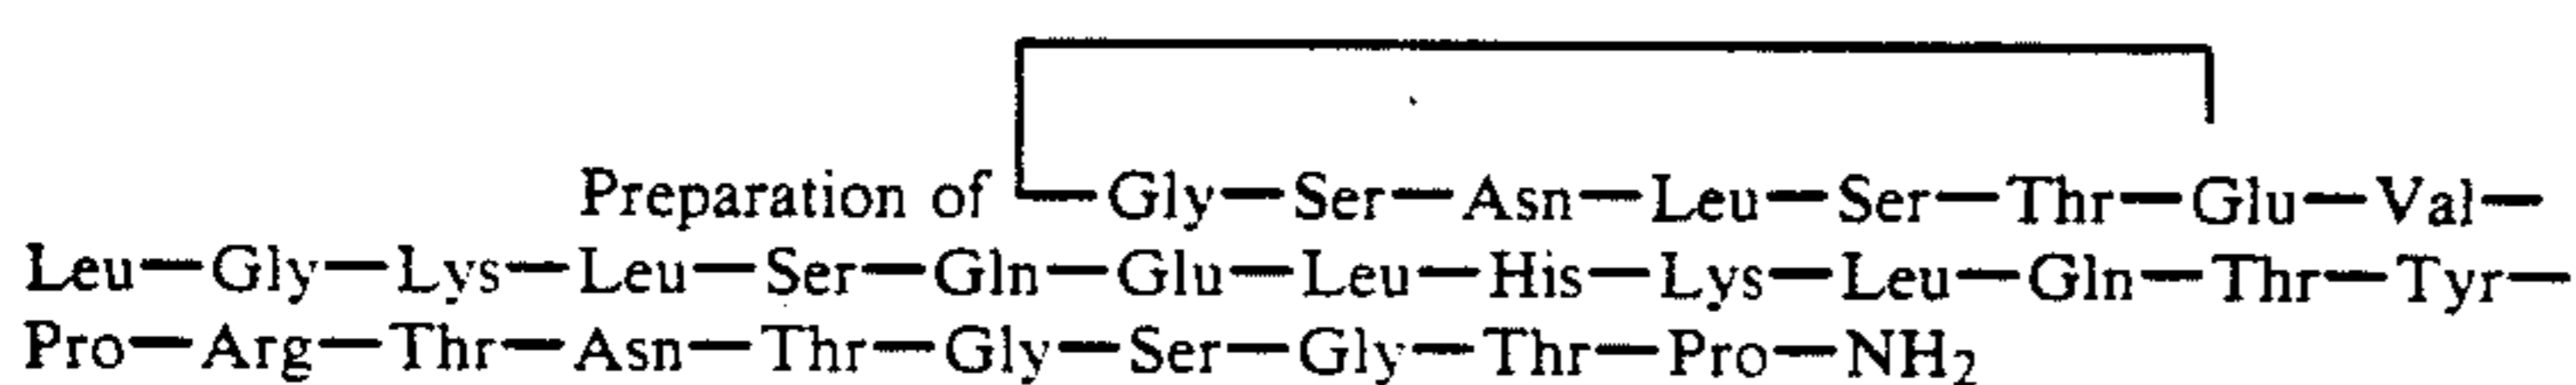 Preparation of Gly—Ser—Asn—Leu—Ser—Thr—Glu—Val—
Leu—Gly—Lys—Leu—Ser—Gln—Glu—Leu—His—Lys—Leu—Gln—Thr—Tyr—
Pro—Arg—Thr—Asn—Thr—Gly—Ser—Gly—Thr—Pro—NH₂